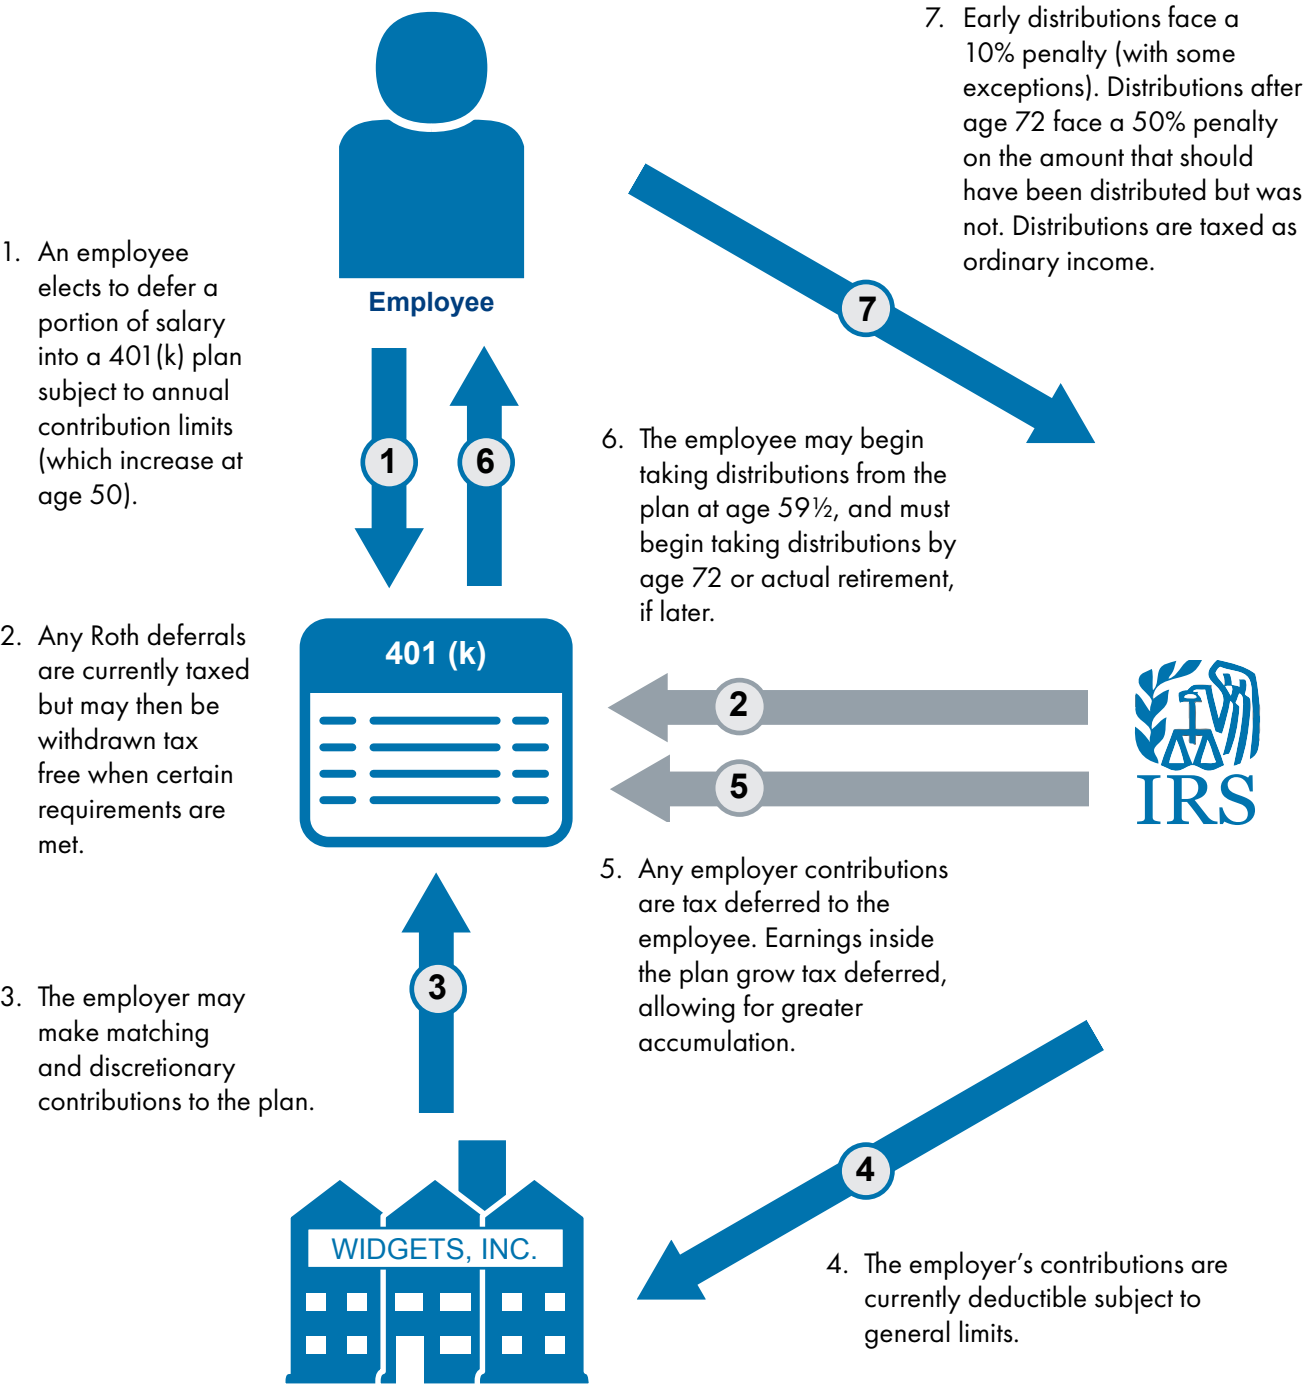 7. Early distributions face a
10% penalty (with some
exceptions). Distributions after
age 72 face a 50% penalty
on the amount that should
have been distributed but was
not. Distributions are taxed as
ordinary income.
1. An employee
elects to defer a
portion of salary
into a 401(k) plan
subject to annual
contribution limits
(which increase at
age 50).
Employee
7
1
6
6. The employee may begin
taking distributions from the
plan at age 59½, and must
begin taking distributions by
age 72 or actual retirement,
if later.
2. Any Roth deferrals
are currently taxed
but may then be
withdrawn tax
free when certain
requirements are
met.
401 (k)
2
5
IRS
5. Any employer contributions
are tax deferred to the
employee. Earnings inside
the plan grow tax deferred,
allowing for greater
accumulation.
3
3. The employer may
make matching
and discretionary
contributions to the plan.
4
WIDGETS, INC.
4. The employer’s contributions are
currently deductible subject to
general limits.